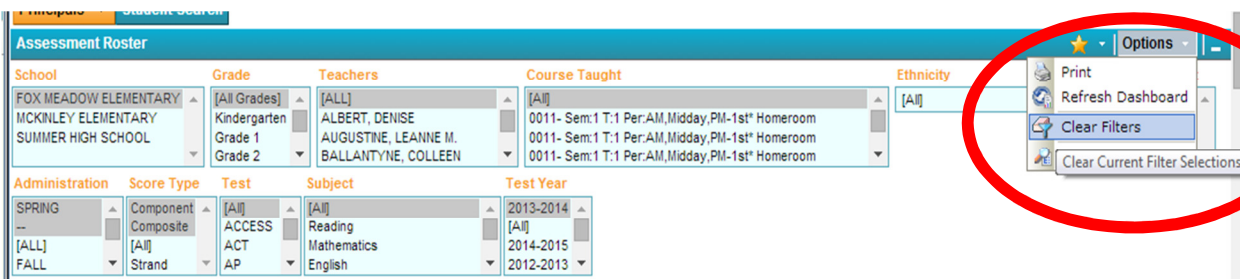 Principals Student Search
Assessment Roster
Options
School
FOX MEADOW ELEMENTARY
MCKINLEY ELEMENTARY
SUMMER HIGH SCHOOL
Grade
[All Grades]
Kindergarten
Grade 1
Grade 2
Teachers
[ALL]
ALBERT, DENISE
AUGUSTINE, LEANNE M.
BALLANTYNE, COLLEEN
Course Taught
[All]
0011- Sem:1 T:1 Per:AM,Midday,PM-1st* Homeroom
0011- Sem:1 T:1 Per:AM,Midday,PM-1st* Homeroom
0011- Sem:1 T:1 Per:AM,Midday,PM-1st* Homeroom
Ethnicity
[All]
Print
Refresh Dashboard
Clear Filters
Clear Current Filter Selections
Administration
SPRING
--
[ALL]
FALL
Score Type
Component
Composite
[All]
Strand
Test
[All]
ACCESS
ACT
AP
Subject
[All]
Reading
Mathematics
English
Test Year
2013-2014
[All]
2014-2015
2012-2013